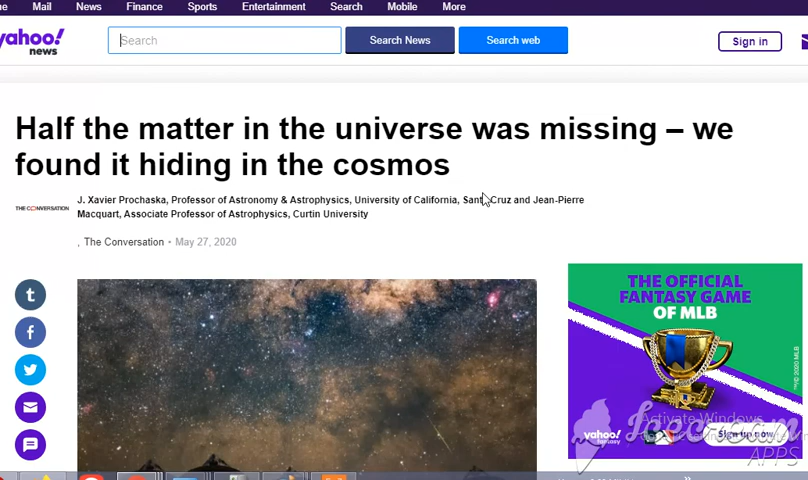 Mail News Finance Sports Entertainment Search Mobile More
yahoo!
news
Search
Search News
Search web
Sign in
Half the matter in the universe was missing – we
found it hiding in the cosmos
THE CONVERSATION
J. Xavier Prochaska, Professor of Astronomy & Astrophysics, University of California, Santa Cruz and Jean-Pierre
Macquart, Associate Professor of Astrophysics, Curtin University
, The Conversation • May 27, 2020
THE OFFICIAL
FANTASY GAME
OF MLB
Activate Windows
yahoo!
fantasy
Sign up now
Icecream
APPS